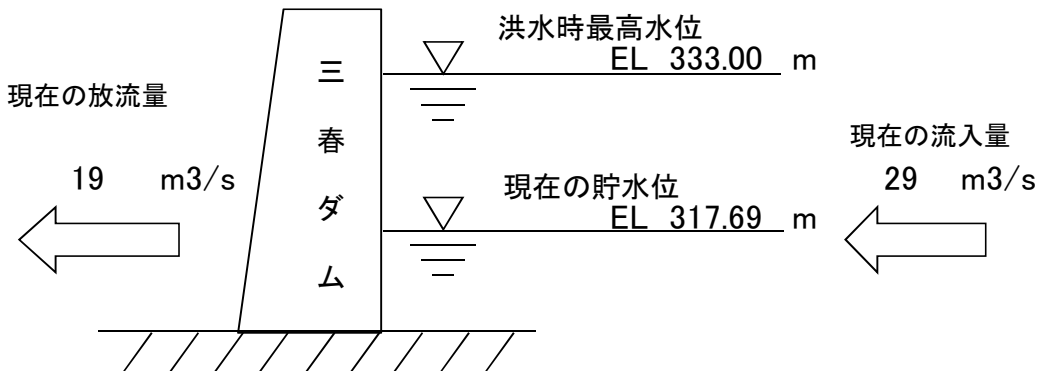 洪水時最高水位
EL 333.00 m
現在の放流量
19 m3/s
三春ダム
現在の貯水位
EL 317.69 m
現在の流入量
29 m3/s